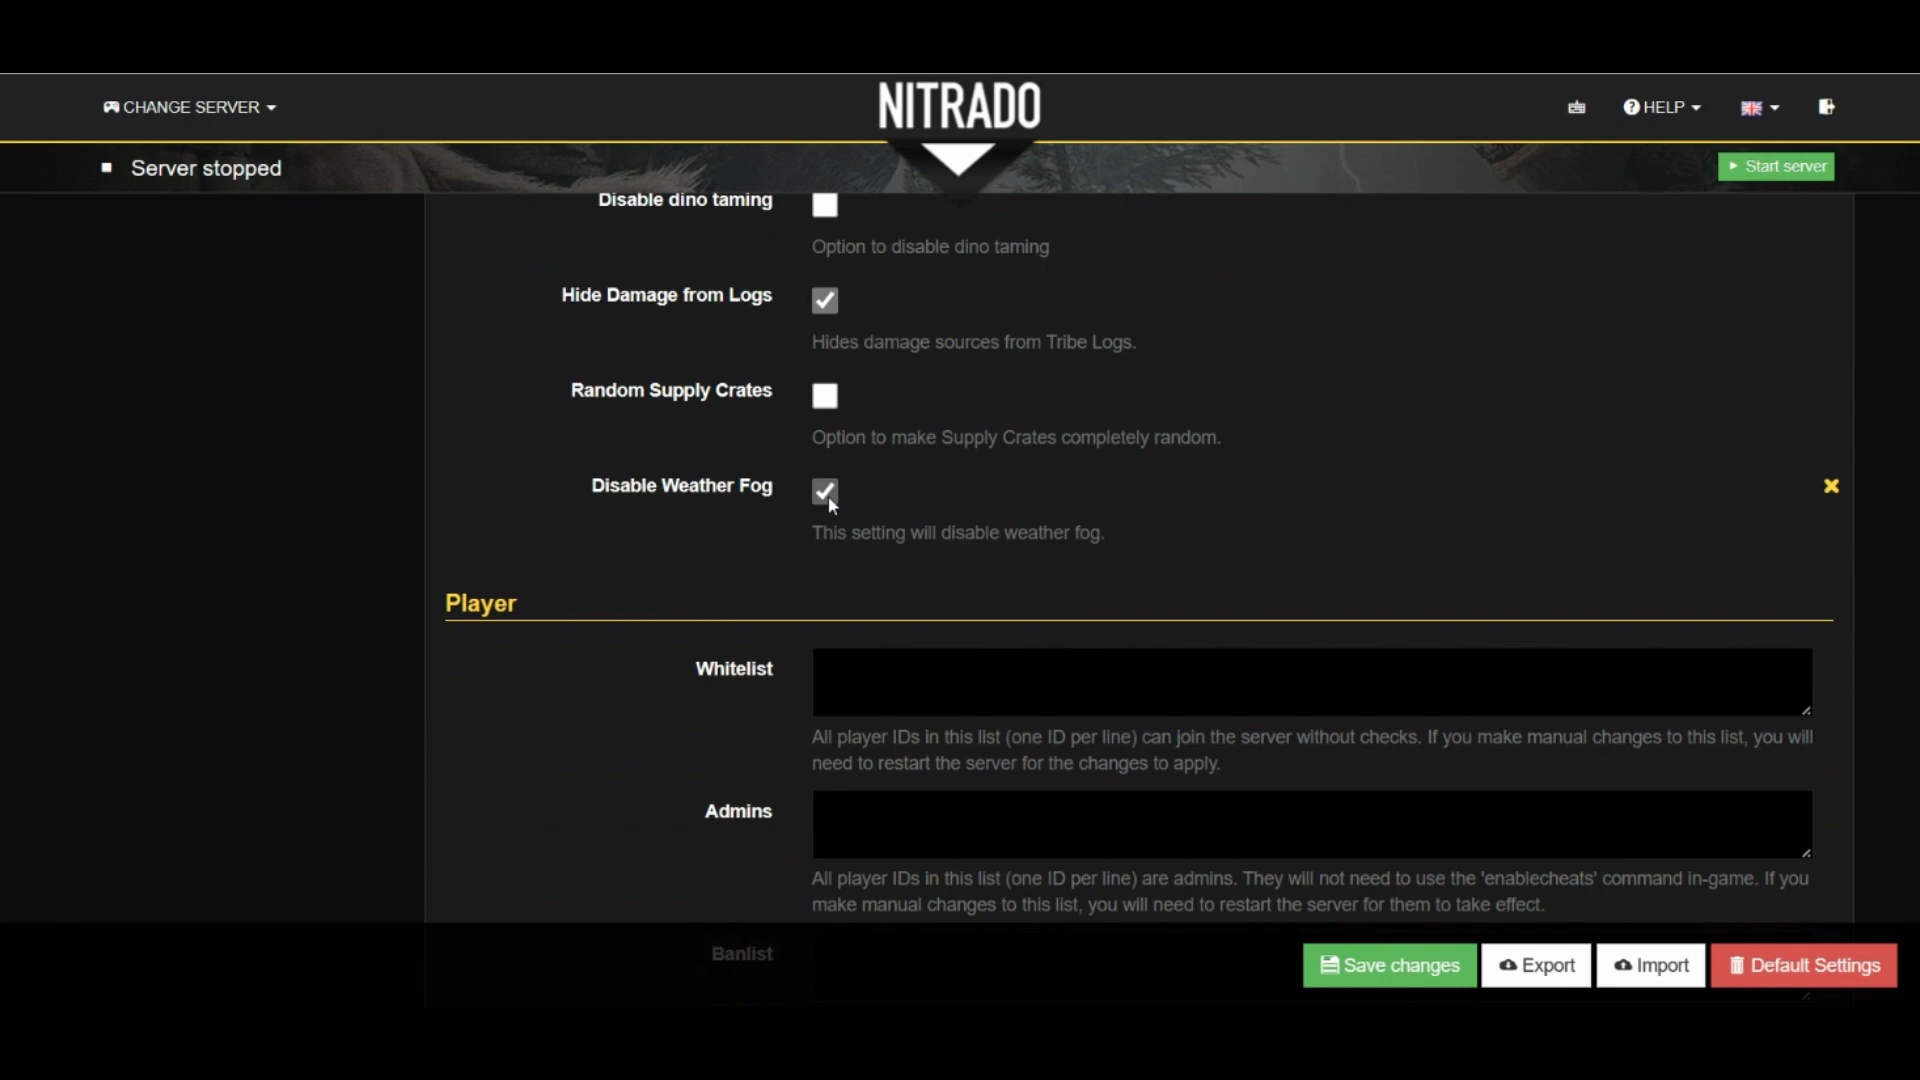 CHANGE SERVER
NITRADO
HELP
Server stopped
Start server
Disable dino taming
Option to disable dino taming
Hide Damage from Logs
Hides damage sources from Tribe Logs.
Random Supply Crates
Option to make Supply Crates completely random.
Disable Weather Fog
This setting will disable weather fog.
Player
Whitelist
All player IDs in this list (one ID per line) can join the server without checks. If you make manual changes to this list, you will
need to restart the server for the changes to apply.
Admins
All player IDs in this list (one ID per line) are admins. They will not need to use the 'enablecheats' command in-game. If you
make manual changes to this list, you will need to restart the server for them to take effect.
Banlist
Save changes
Export
Import
Default Settings